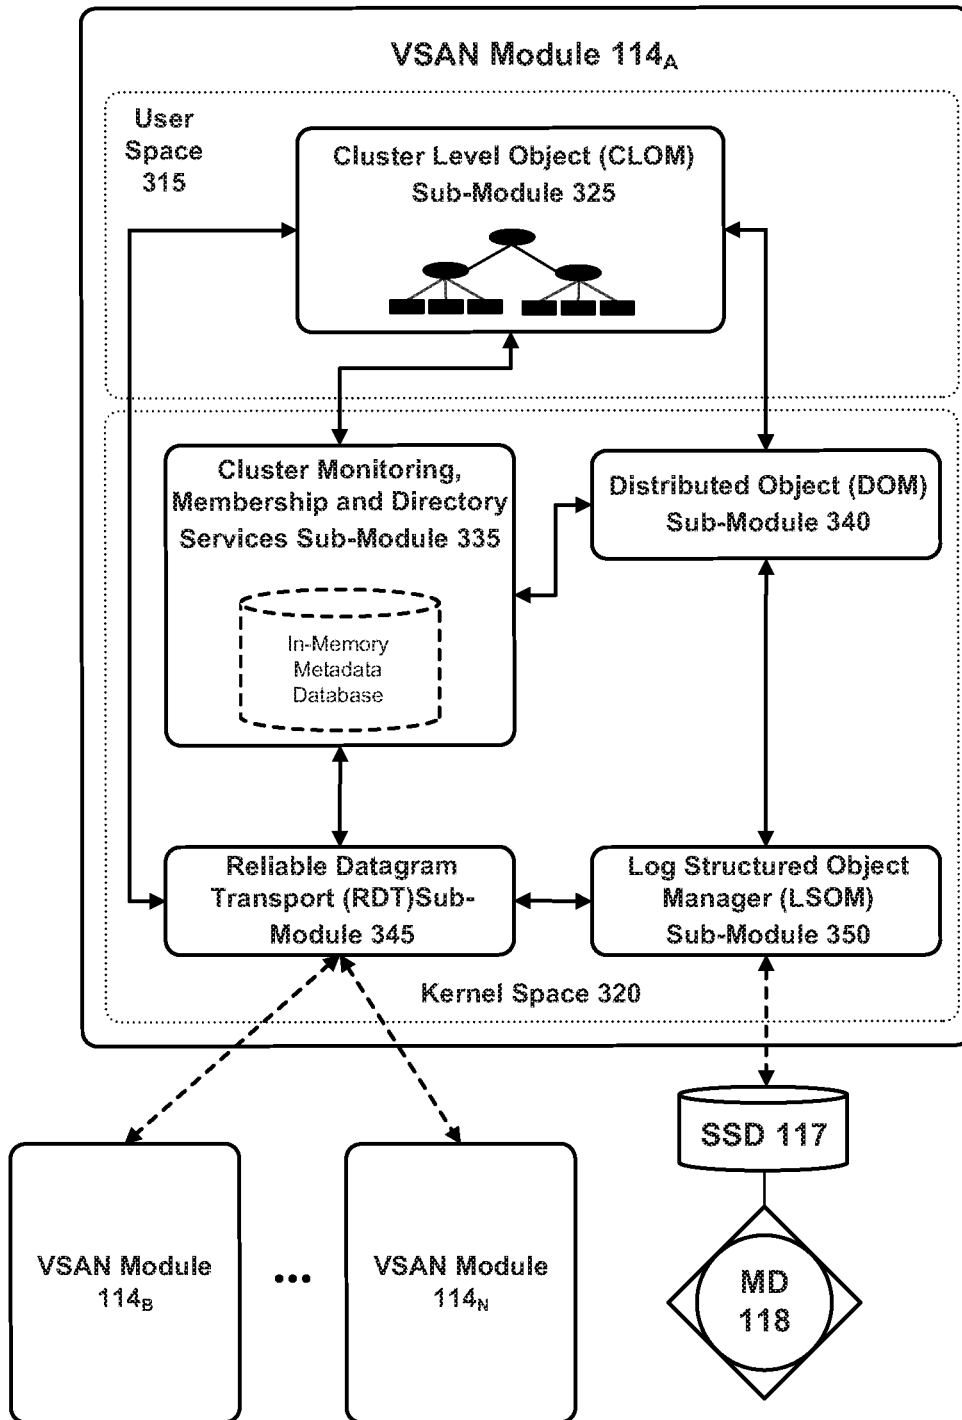 VSAN Module 114A
User
Space
315
Cluster Level Object (CLOM)
Sub-Module 325
Cluster Monitoring,
Membership and Directory
Services Sub-Module 335
In-Memory
Metadata
Database
Distributed Object (DOM)
Sub-Module 340
Reliable Datagram
Transport (RDT)Sub-
Module 345
Log Structured Object
Manager (LSOM)
Sub-Module 350
Kernel Space 320
SSD 117
VSAN Module
114B
...
VSAN Module
114N
MD
118